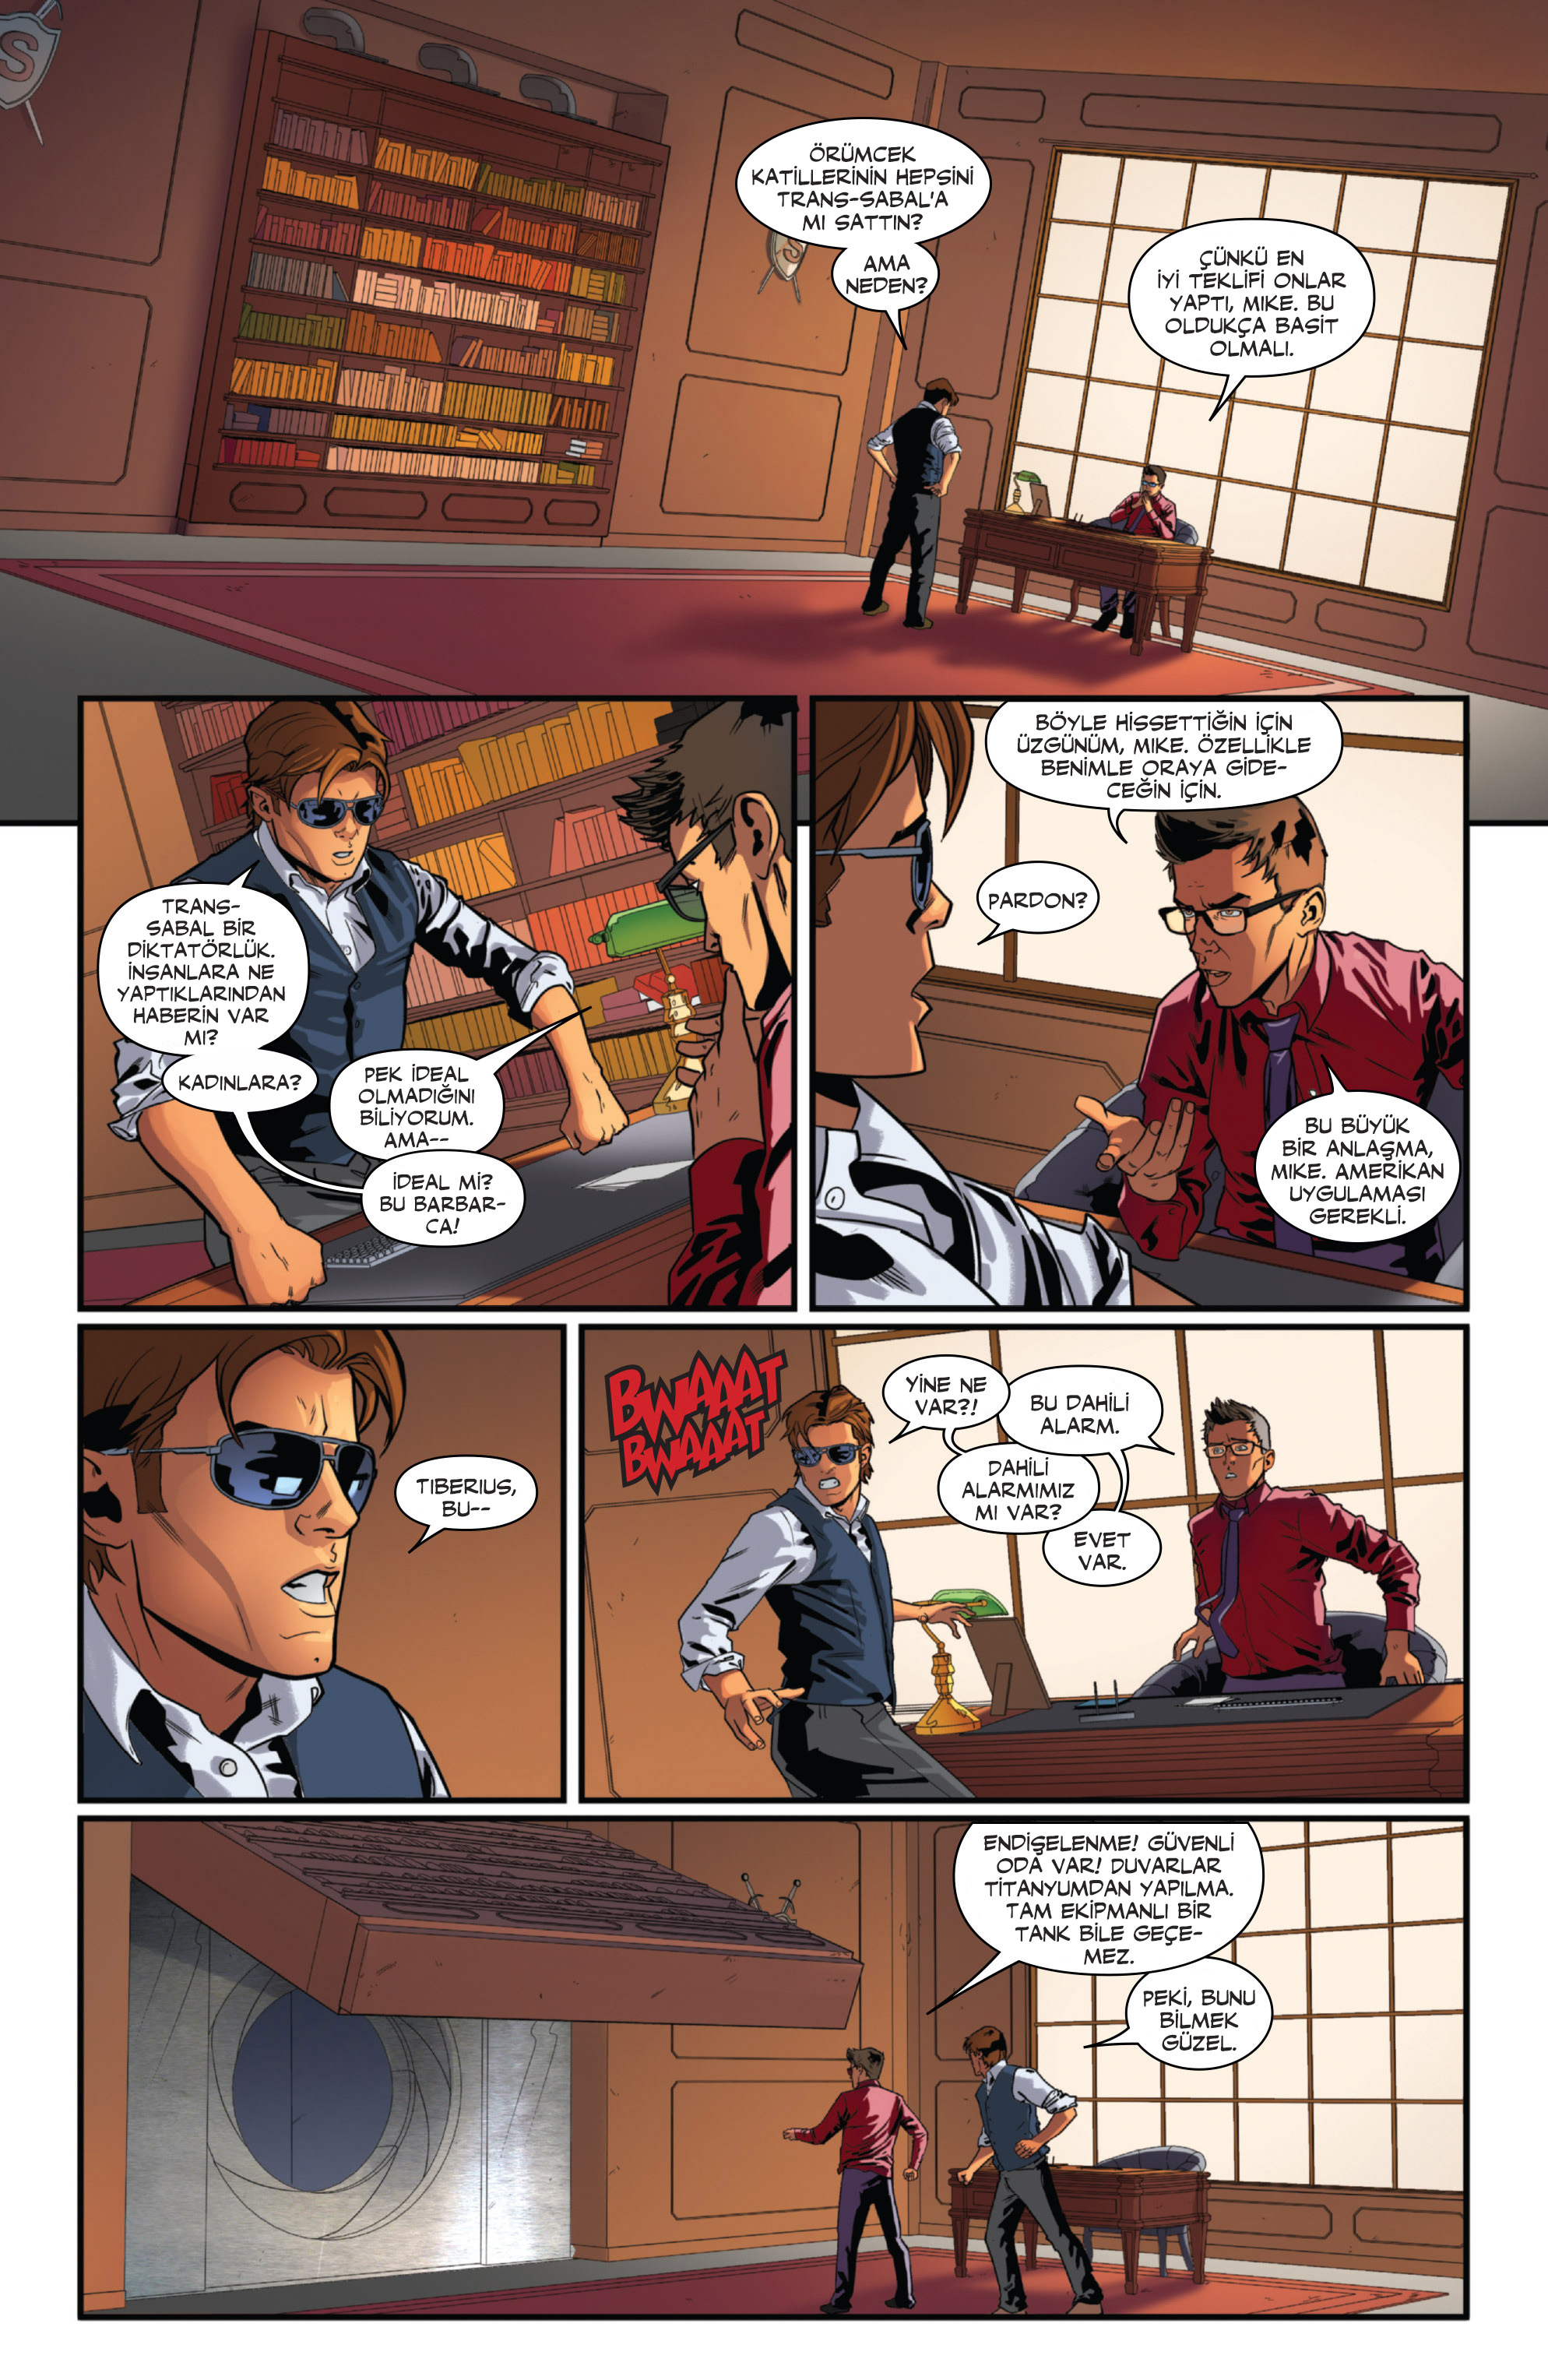 S
ÖRÜMCEK
KATİLLERİNİN HEPSİNİ
TRANS-SABAL'A
MI SATTIN?
AMA
NEDEN?
S
ÇÜNKÜ EN
İYİ TEKLİFİ ONLAR
YAPTI, MIKE. BU
OLDUKÇA BASİT
OLMALI.
TRANS-
SABAL BİR
DİKTATÖRLÜK.
İNSANLARA NE
YAPTIKLARINDAN
HABERİN VAR
MI?
KADINLARA?
PEK İDEAL
OLMADIĞINI
BİLİYORUM.
AMA--
İDEAL Mİ?
BU BARBAR-
CA!
BÖYLE HİSSETTİĞİN İÇİN
ÜZGÜNÜM, MIKE. ÖZELLİKLE
BENİMLE ORAYA GİDE-
CEĞİN İÇİN.
PARDON?
BU BÜYÜK
BİR ANLAŞMA,
MIKE. AMERİKAN
UYGULAMASI
GEREKLİ.
TIBERIUS,
BU--
BWAAAT
BWAAAT
YİNE NE
VAR?!
BU DAHİLİ
ALARM.
DAHİLİ
ALARMIMIZ
MI VAR?
EVET
VAR.
ENDİŞELENME! GÜVENLİ
ODA VAR! DUVARLAR
TİTANYUMDAN YAPILMA.
TAM EKİPMANLI BİR
TANK BİLE GEÇE-
MEZ.
PEKİ, BUNU
BİLMEK
GÜZEL.